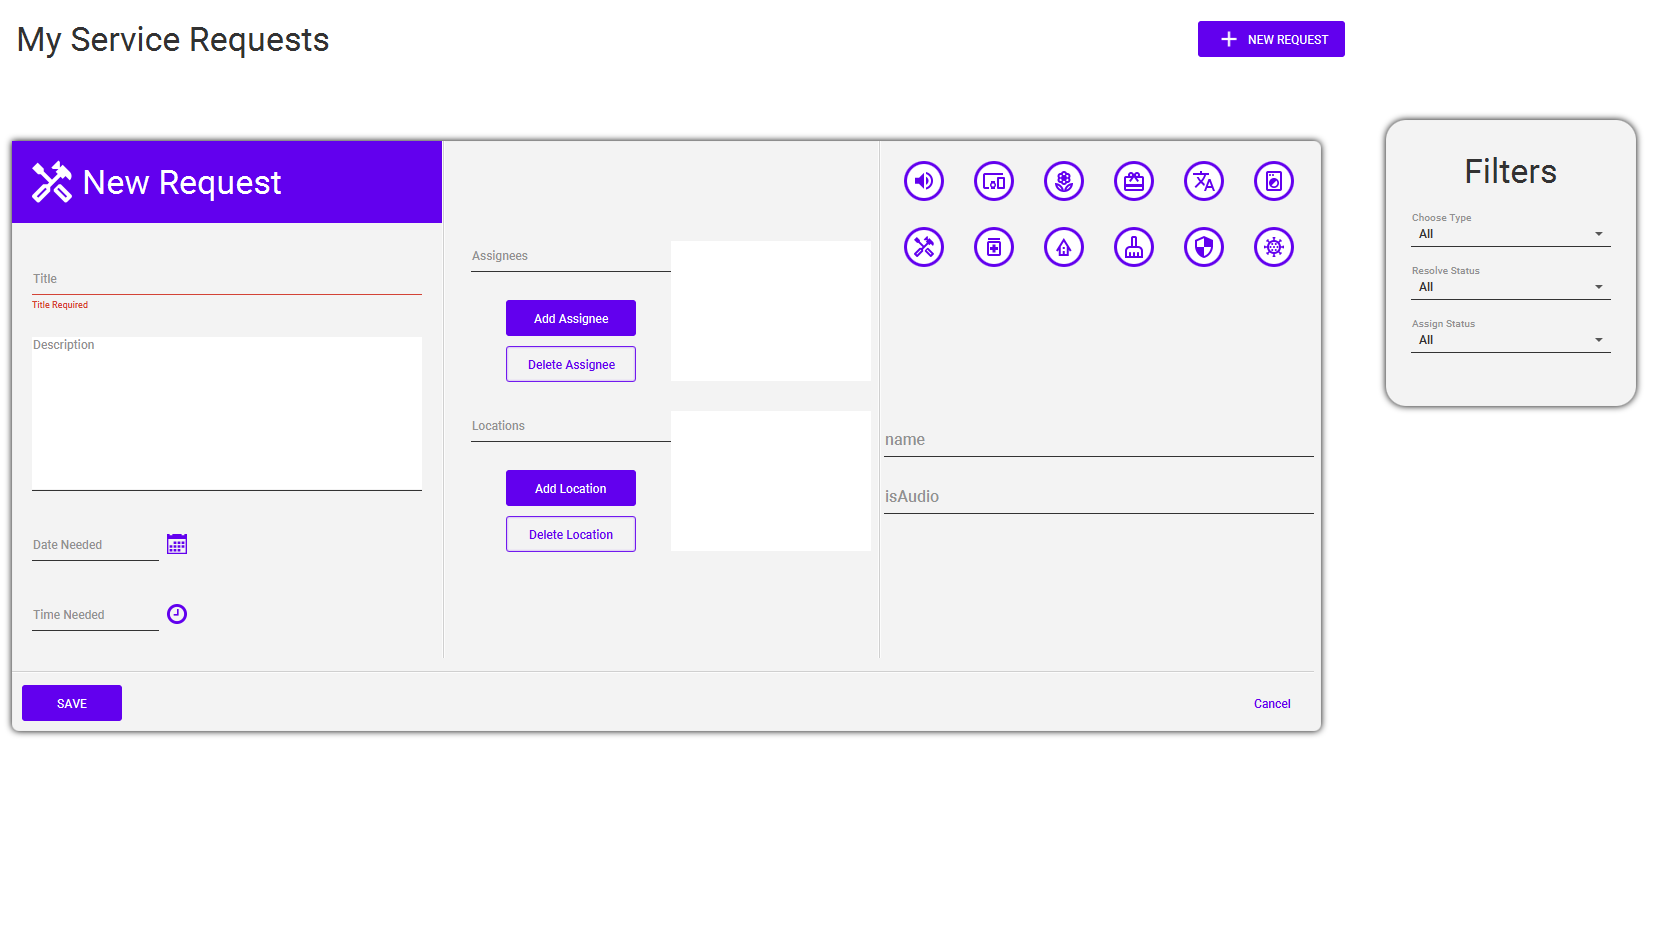 My Service Requests
NEW REQUEST
New Request
Title
Title Required
Description
Date Needed
Time Needed
Assignees
Add Assignee
Delete Assignee
Locations
Add Location
Delete Location
name
isAudio
SAVE
Cancel
Filters
Choose Type
All
Resolve Status
All
Assign Status
All